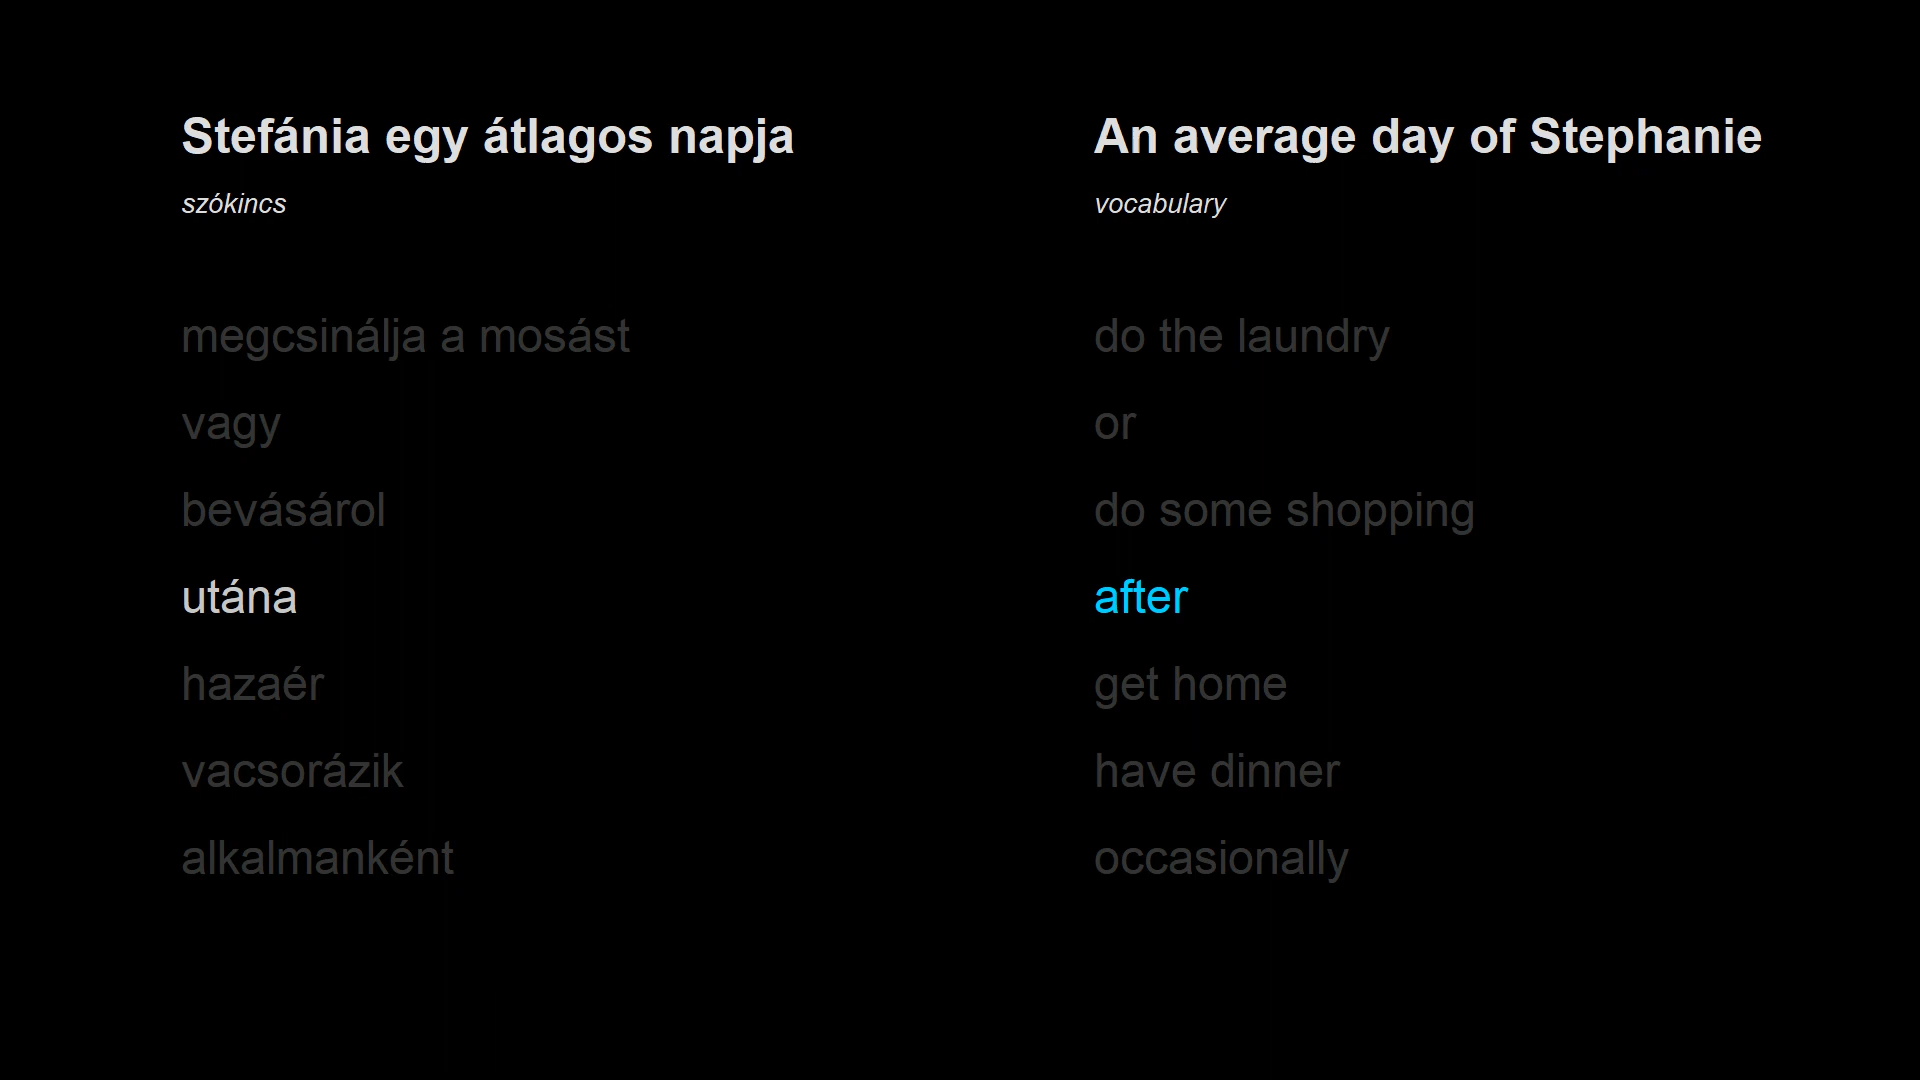 Stefánia egy átlagos napja
szókincs
megcsinálja a mosást
vagy
bevásárol
utána
hazaér
vacsorázik
alkalmanként
An average day of Stephanie
vocabulary
do the laundry
or
do some shopping
after
get home
have dinner
occasionally